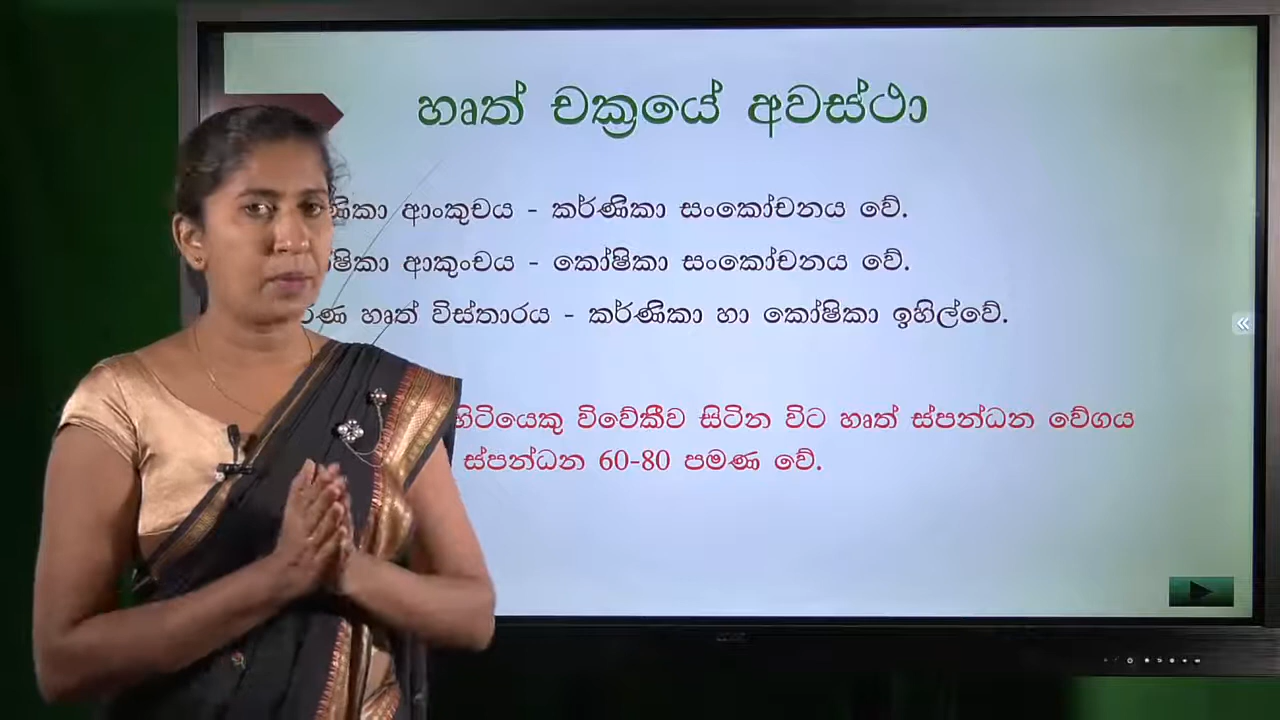 හෘත් චක්‍රයේ අවස්ථා
ආංකුචය - කර්ණිකා සංකෝචනය වේ.
ආකුංචය - කෝෂිකා සංකෝචනය වේ.
හෘත් විස්තාරය - කර්ණිකා හා කෝෂිකා ඉහිල්වේ.
විවේකීව සිටින විට හෘත් ස්පන්ධන වේගය
ස්පන්ධන 60-80 පමණ වේ.